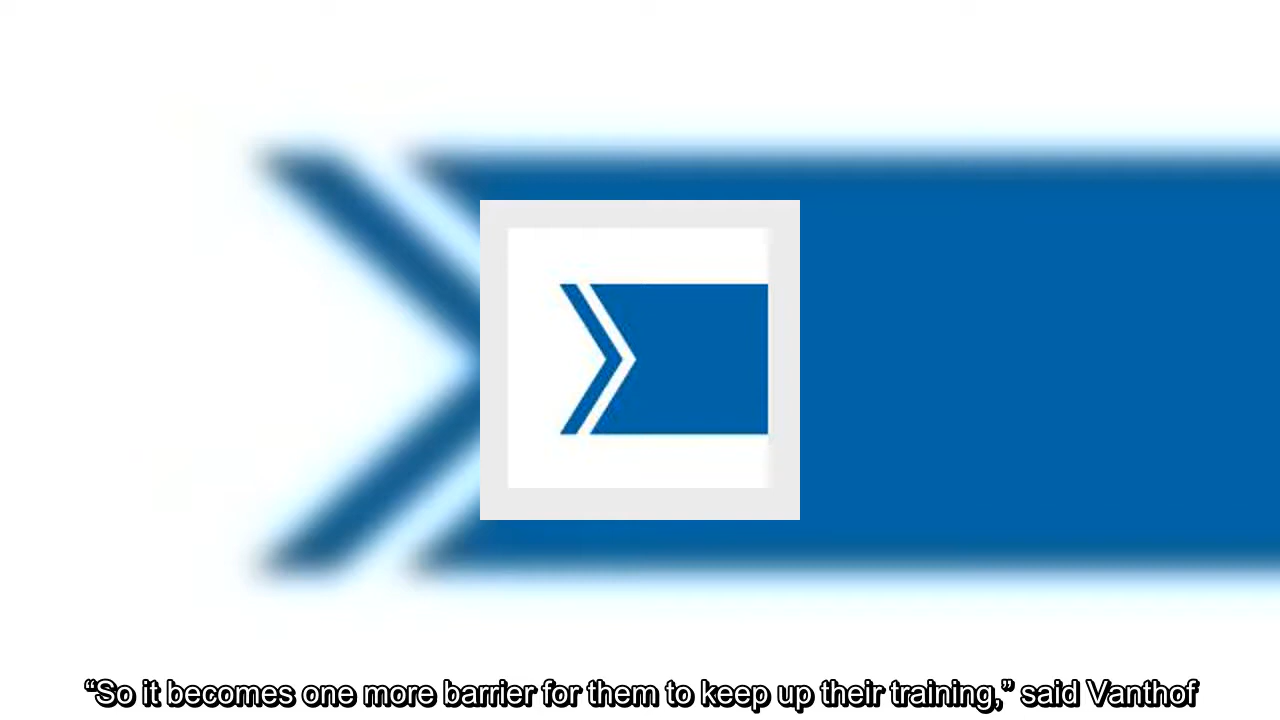 “So it becomes one more barrier for them to keep up their training,” said Vanthof